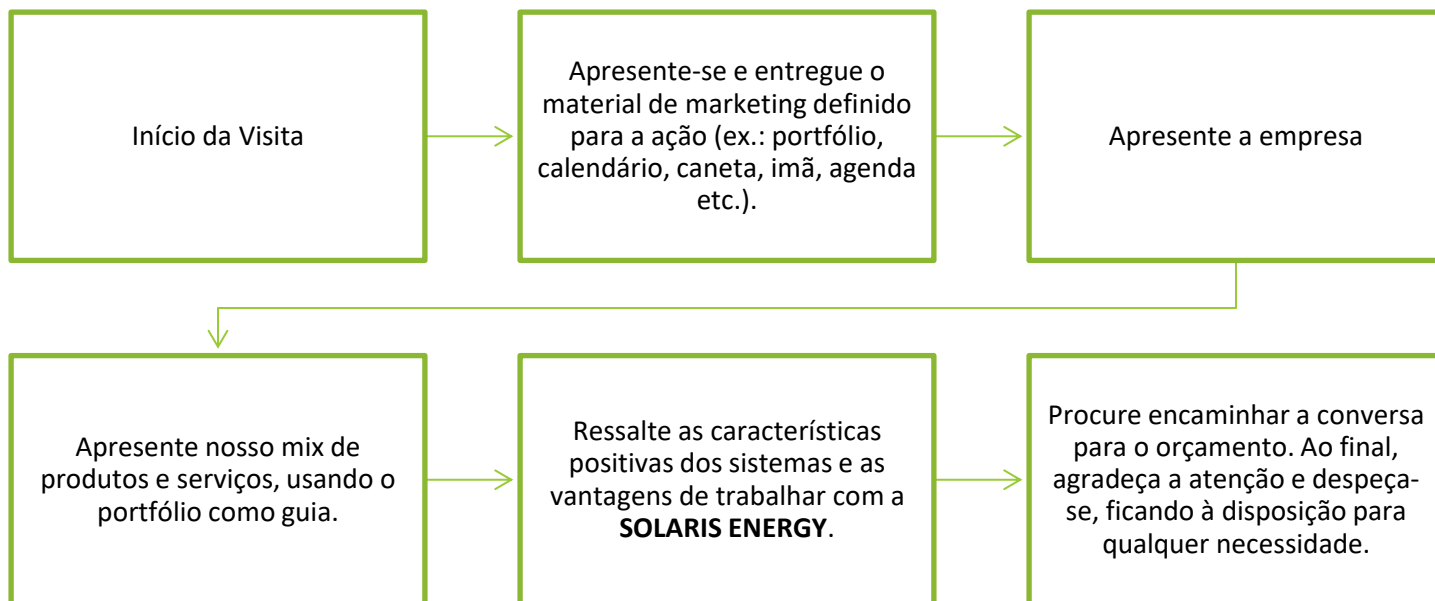 Início da Visita
Apresente-se e entregue o
material de marketing definido
para a ação (ex.: portfólio,
calendário, caneta, imã, agenda
etc.).
Apresente a empresa
Apresente nosso mix de
produtos e serviços, usando o
portfólio como guia.
Ressalte as características
positivas dos sistemas e as
vantagens de trabalhar com a
SOLARIS ENERGY.
Procure encaminhar a conversa
para o orçamento. Ao final,
agradeça a atenção e despeça-
se, ficando à disposição para
qualquer necessidade.